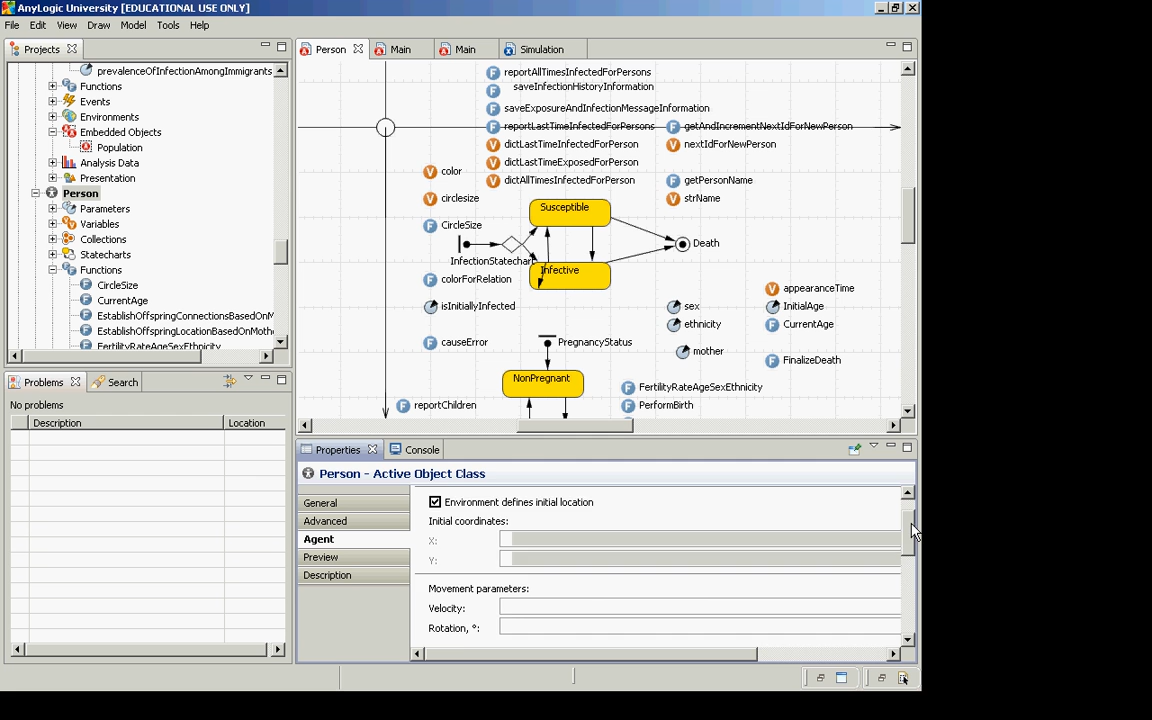 AnyLogic University [EDUCATIONAL USE ONLY]
File Edit View Draw Model Tools Help
Projects
prevalenceOfInfectionAmongImmigrants
Functions
Events
Environments
Embedded Objects
Population
Analysis Data
Presentation
Person
Parameters
Variables
Collections
Statecharts
Functions
CircleSize
CurrentAge
EstablishOffspringConnectionsBasedOnM
EstablishOffspringLocationBasedOnMothe
FertilityRateAgeSexEthnicity
Problems Search
No problems
Description Location
Person Main Main Simulation
reportAllTimesInfectedForPersons
saveInfectionHistoryInformation
saveExposureAndInfectionMessageInformation
reportLastTimeInfectedForPersons getAndIncrementNextIdForNewPerson
dictLastTimeInfectedForPerson nextIdForNewPerson
dictLastTimeExposedForPerson
color dictAllTimesInfectedForPerson getPersonName
circlesize Susceptible strName
CircleSize
Death
InfectionStatechart
Infective
colorForRelation
appearanceTime
isInitiallyInfected sex InitialAge
ethnicity CurrentAge
causeError PregnancyStatus
mother
FinalizeDeath
NonPregnant
FertilityRateAgeSexEthnicity
reportChildren PerformBirth
Properties Console
Person - Active Object Class
General
Advanced
Agent
Preview
Description
Environment defines initial location
Initial coordinates:
X:
Y:
Movement parameters:
Velocity:
Rotation, °: